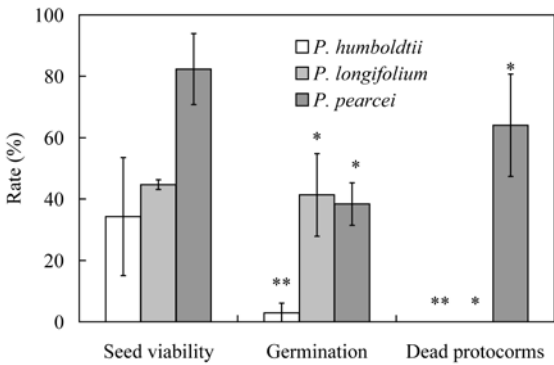 100
80
60
40
20
0
Rate (%)
P. humboldtii
P. longifolium
P. pearcei
*
*
*
**
**
*
Seed viability
Germination
Dead protocorms